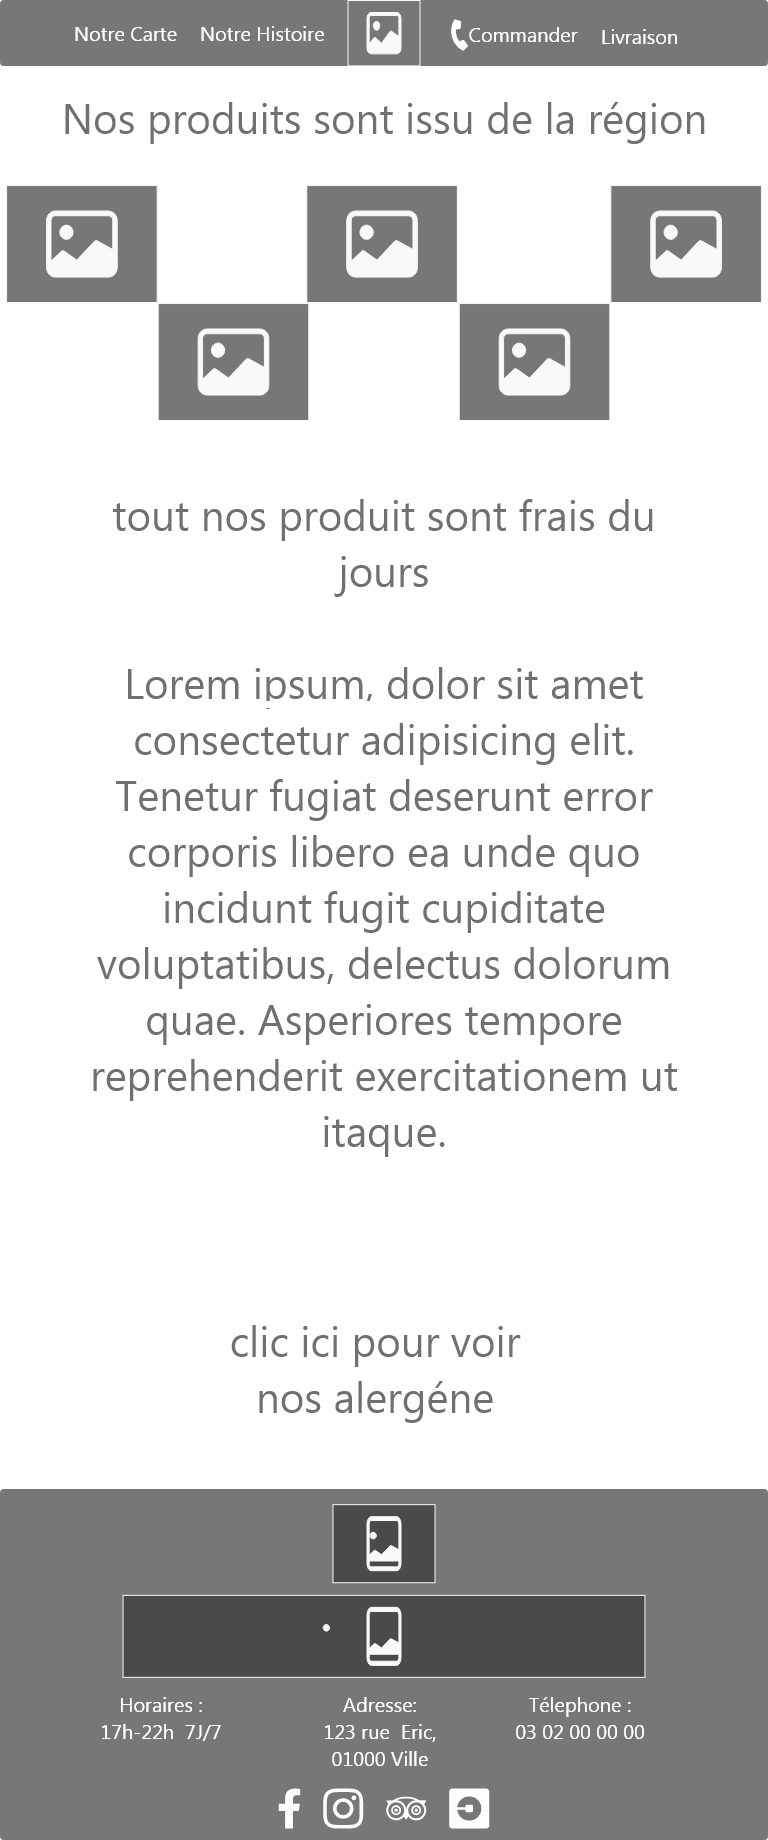 Notre Carte Notre Histoire Commander Livraison
Nos produits sont issu de la région
tout nos produit sont frais du
jours
Lorem ipsum, dolor sit amet
consectetur adipisicing elit.
Tenetur fugiat deserunt error
corporis libero ea unde quo
incidunt fugit cupiditate
voluptatibus, delectus dolorum
quae. Asperiores tempore
reprehenderit exercitationem ut
itaque.
clic ici pour voir
nos alergéne
Horaires :
17h-22h 7J/7
Adresse:
123 rue Eric,
01000 Ville
Télephone :
03 02 00 00 00